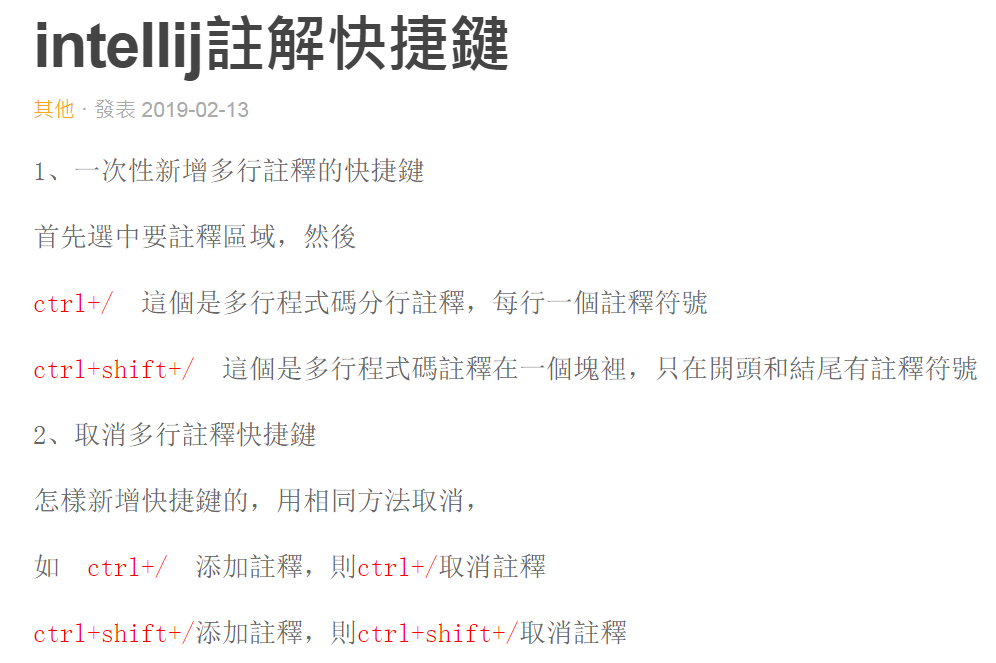 intellij註解快捷鍵
其他 · 發表 2019-02-13
1、一次性新增多行註釋的快捷鍵
首先選中要註釋區域，然後
ctrl+/　這個是多行程式碼分行註釋，每行一個註釋符號
ctrl+shift+/　這個是多行程式碼註釋在一個塊裡，只在開頭和結尾有註釋符號
2、取消多行註釋快捷鍵
怎樣新增快捷鍵的，用相同方法取消，
如　ctrl+/　添加註釋，則ctrl+/取消註釋
ctrl+shift+/添加註釋，則ctrl+shift+/取消註釋